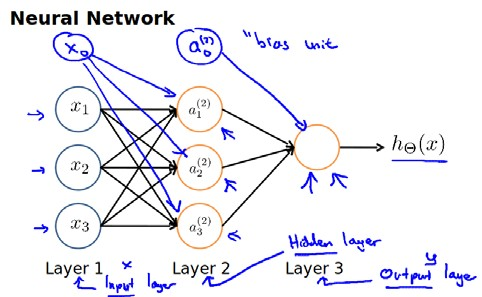 Neural Network
x₀ a₀⁽²⁾ "bias unit
x₁ a₁⁽²⁾
x₂ a₂⁽²⁾ h_Θ(x)
x₃ a₃⁽²⁾
Hidden layer
Layer 1 Layer 2 Layer 3
x y
Input layer Output layer